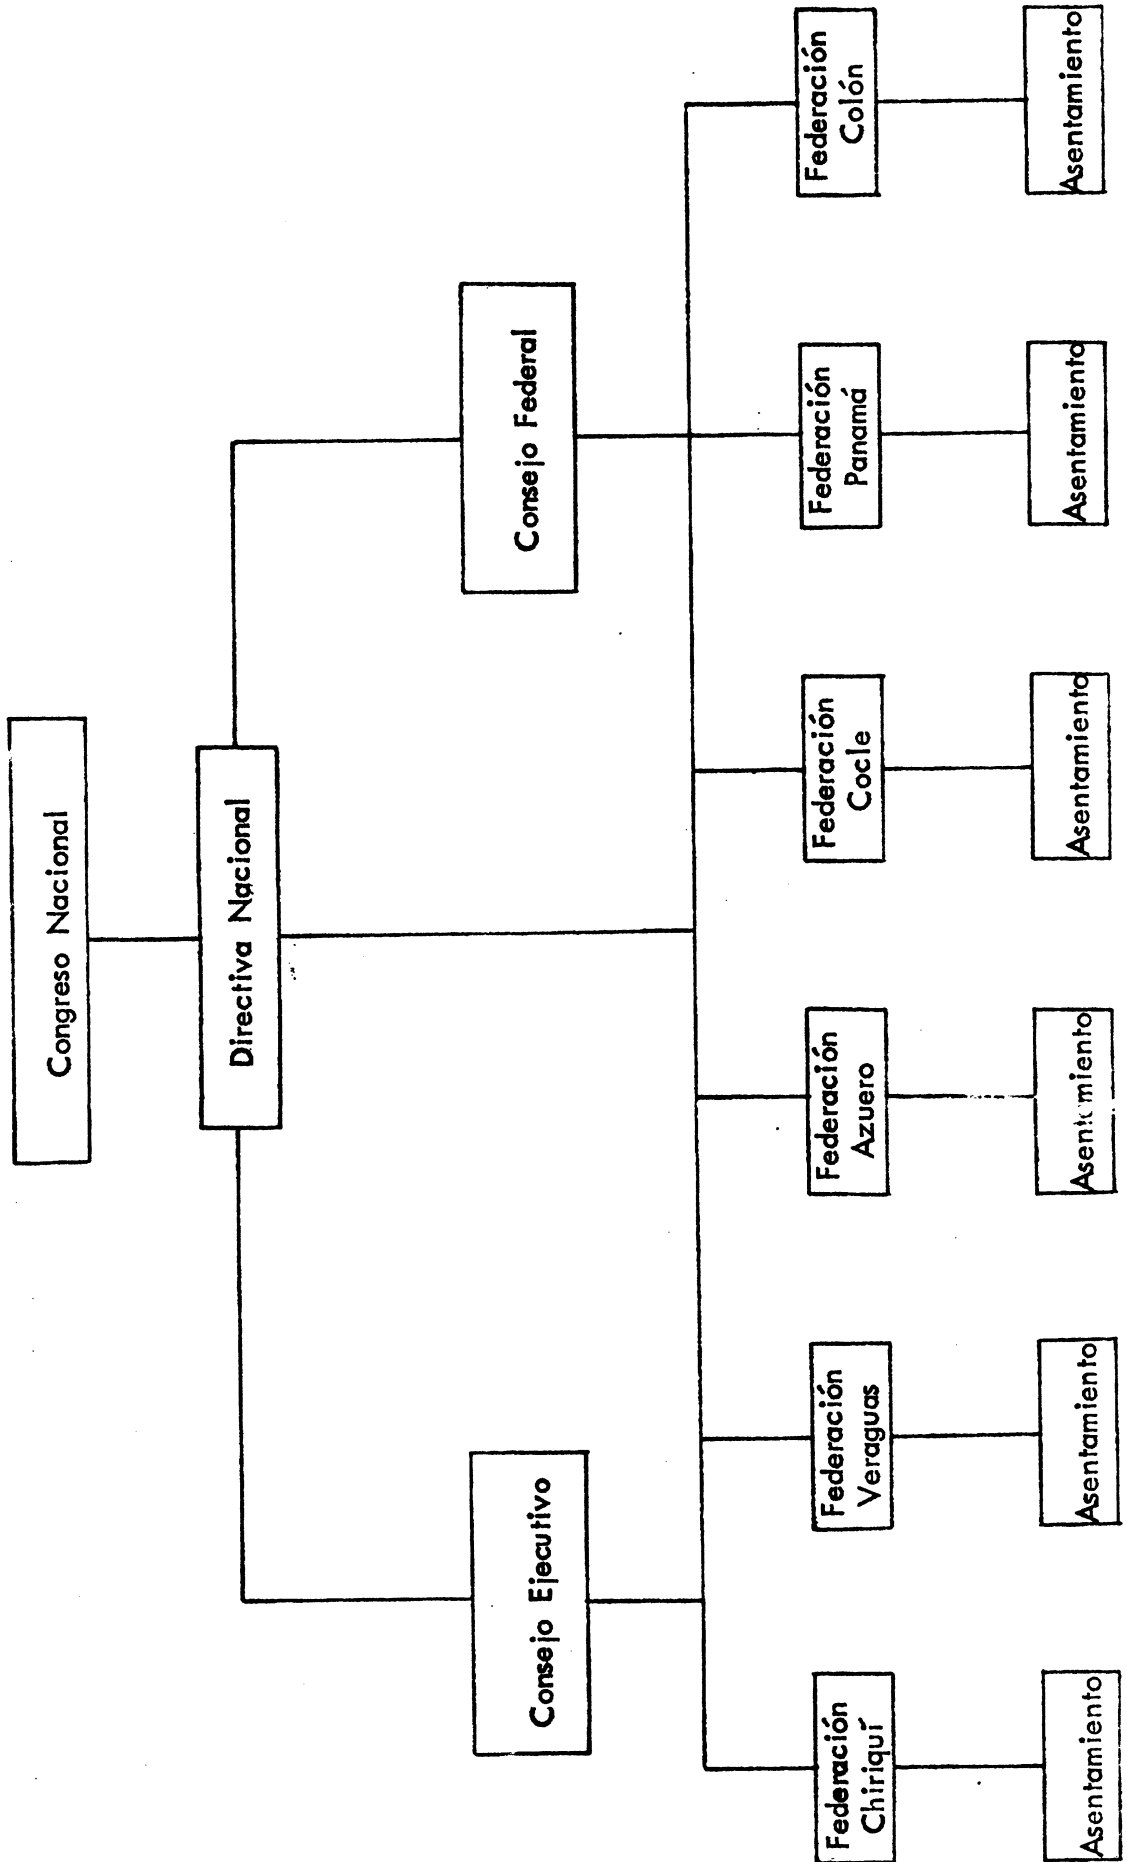 Congreso Nacional
Directiva Nacional
Consejo Ejecutivo
Consejo Federal
Federación
Chiriquí
Federación
Veraguas
Federación
Azuero
Federación
Cocle
Federación
Panamá
Federación
Colón
Asentamiento
Asentamiento
Asentamiento
Asentamiento
Asentamiento
Asentamiento